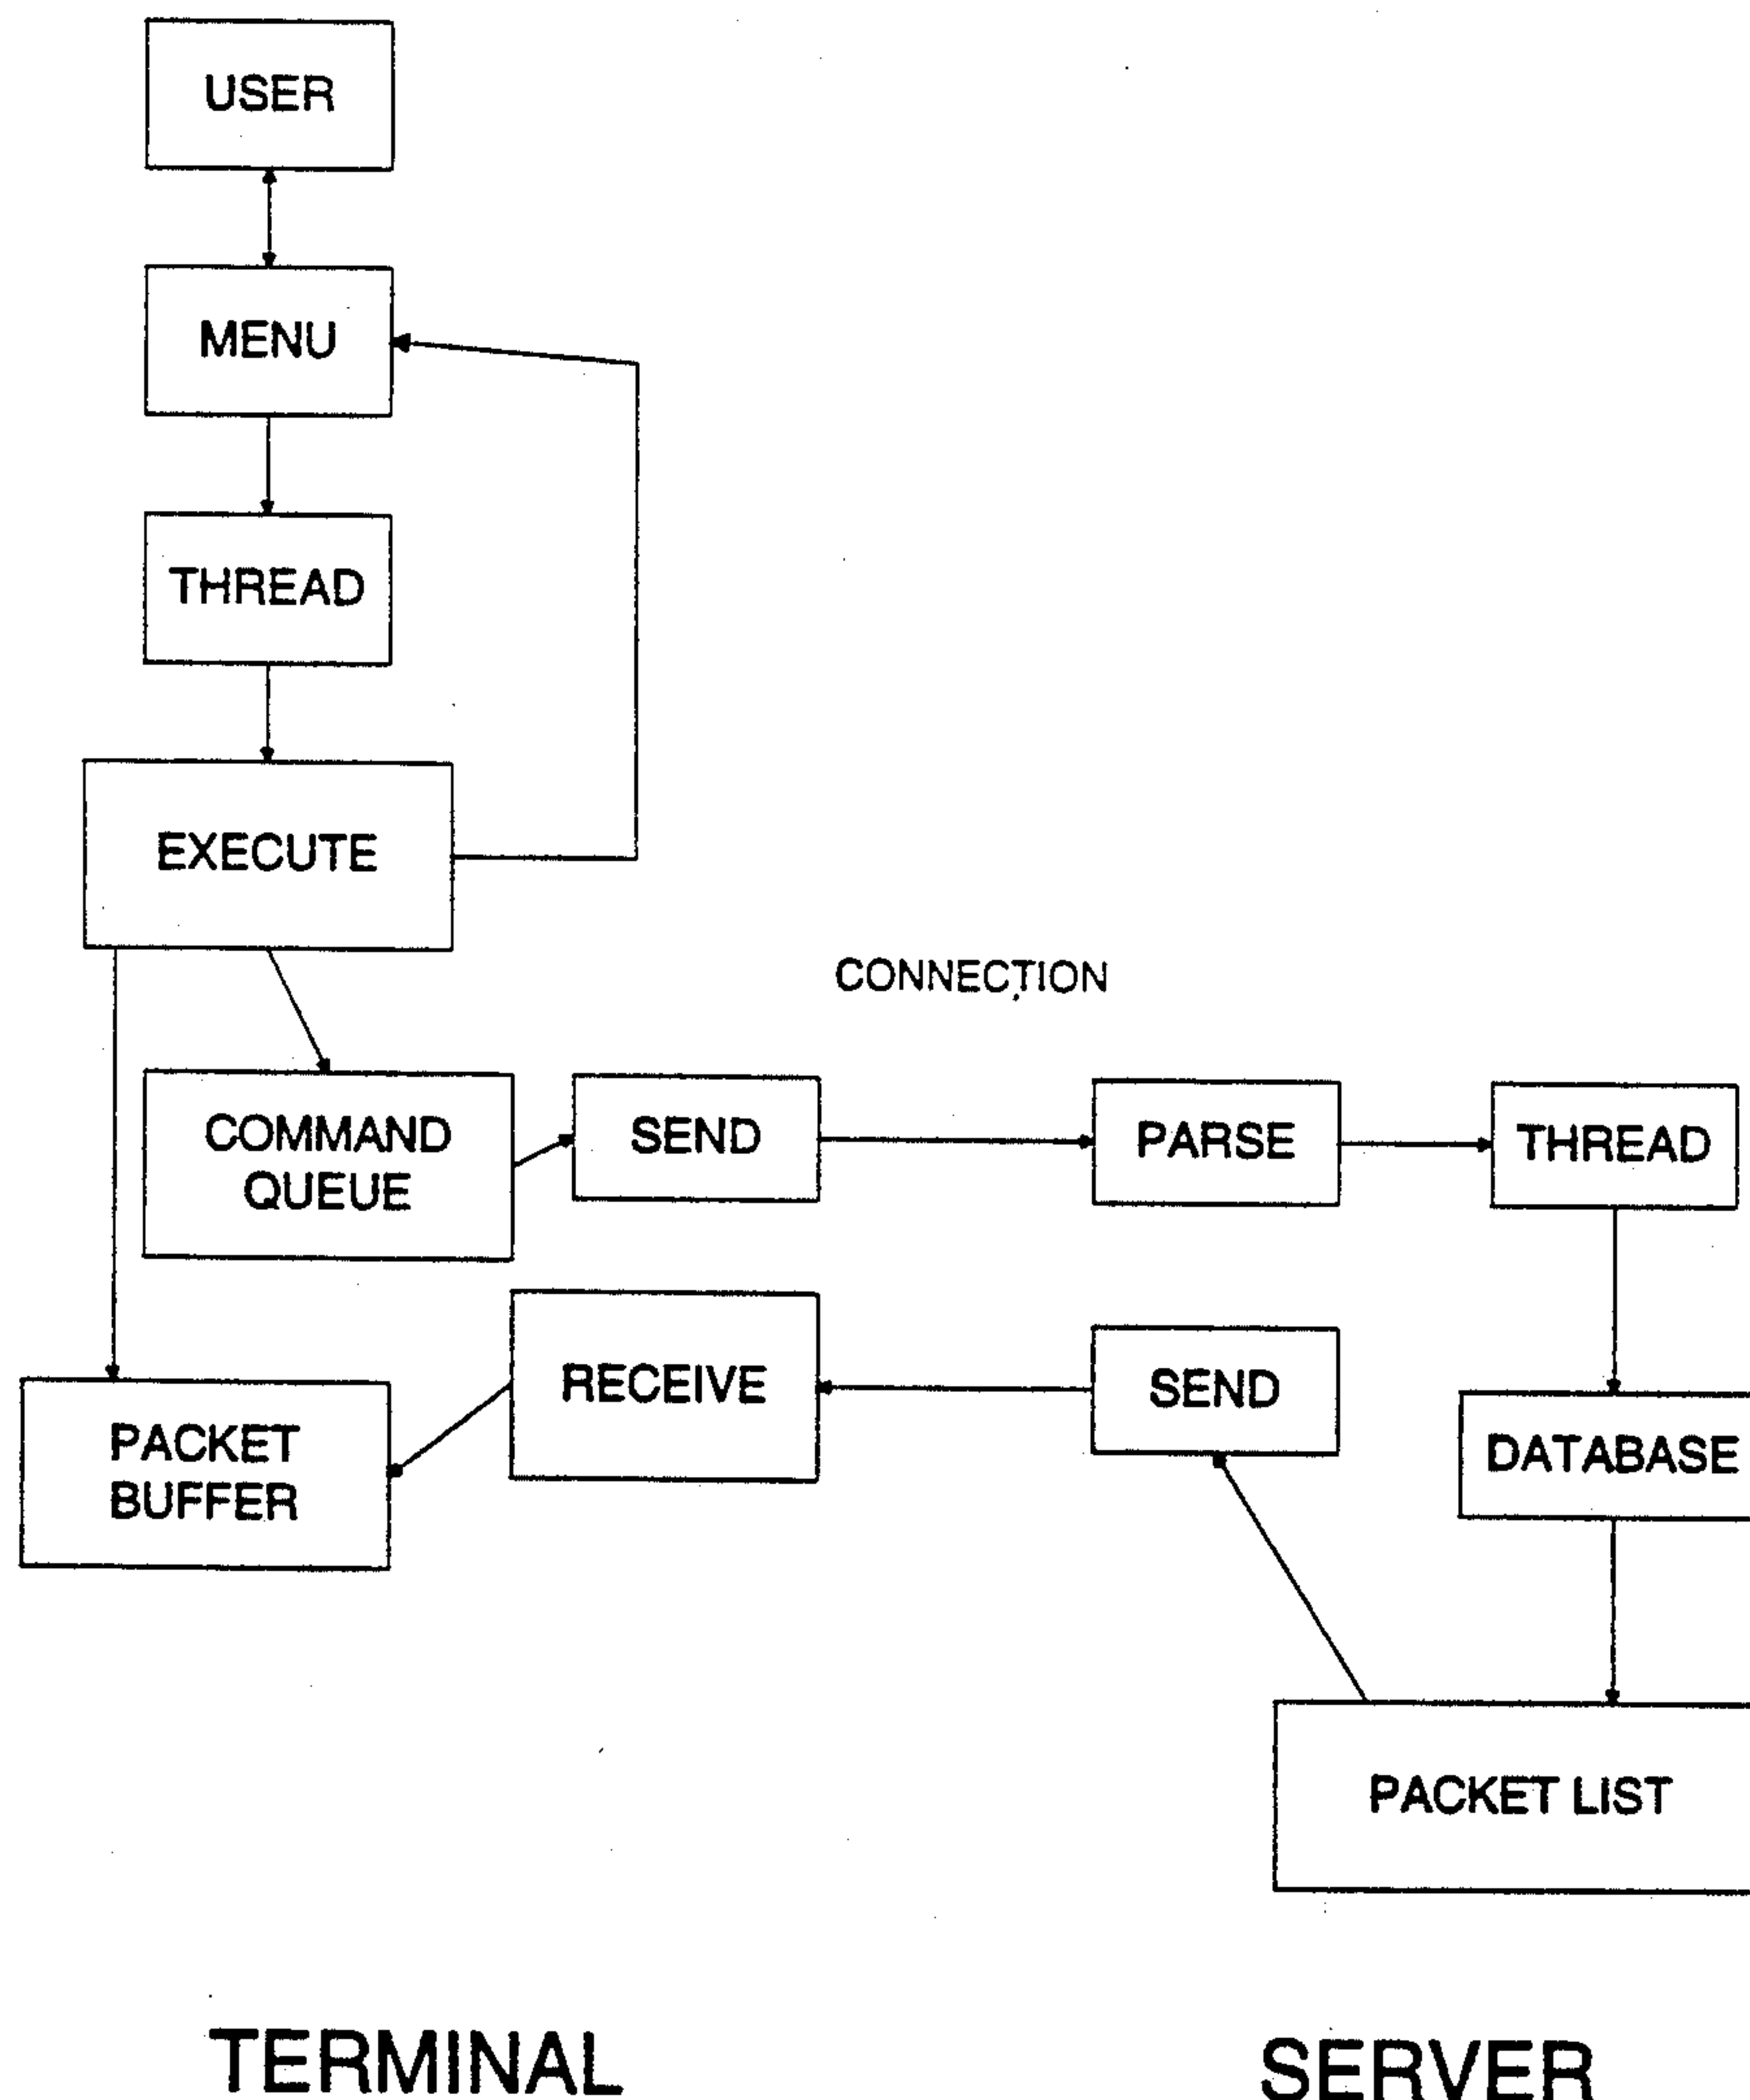 USER
MENU
THREAD
EXECUTE
CONNECTION
COMMAND
QUEUE
SEND
PARSE
THREAD
RECEIVE
SEND
PACKET
BUFFER
DATABASE
PACKET LIST
TERMINAL
SERVER